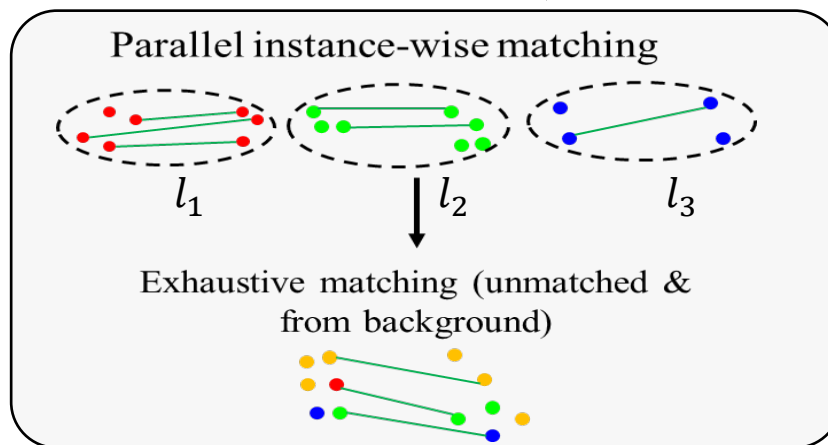 Parallel instance-wise matching
l₁ l₂ l₃
Exhaustive matching (unmatched &
from background)